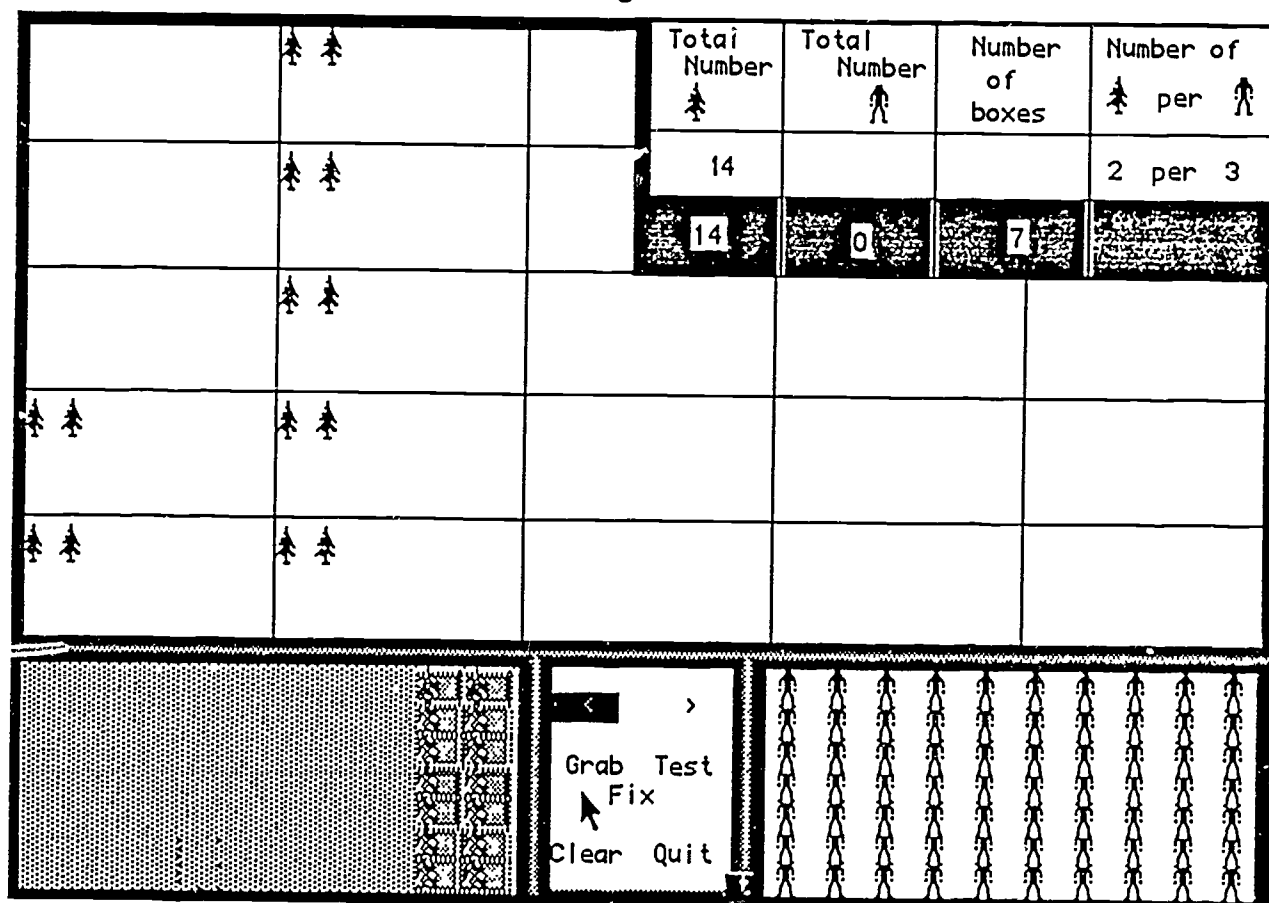 Total Number
Total Number
Number of boxes
Number of per
14
2 per 3
14 0 7
< >
Grab Test
Fix
Clear Quit